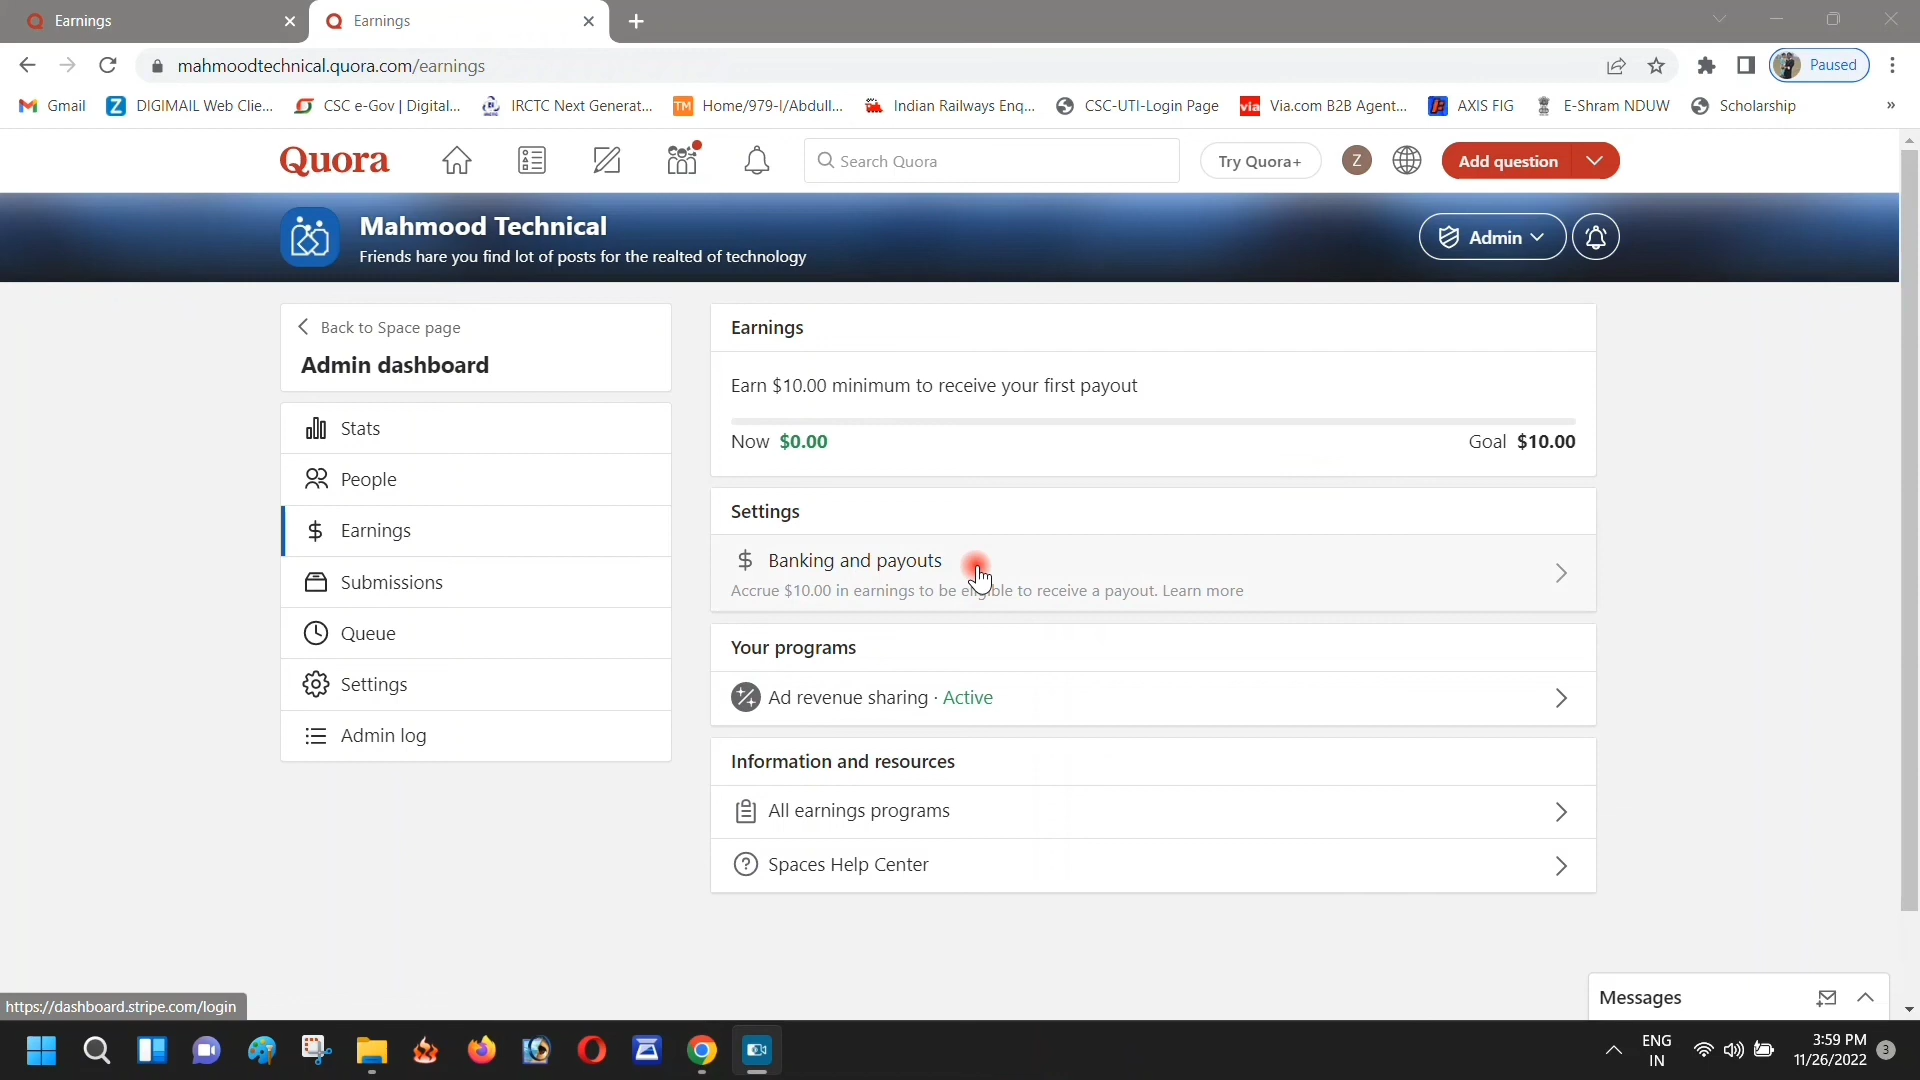 Earnings
Earnings
mahmoodtechnical.quora.com/earnings
Paused
Gmail
DIGIMAIL Web Clie...
CSC e-Gov | Digital...
IRCTC Next Generat...
TM Home/979-I/Abdull...
Indian Railways Enq...
CSC-UTI-Login Page
via Via.com B2B Agent...
AXIS FIG
E-Shram NDUW
Scholarship
»
Quora
Search Quora
Try Quora+
Z
Add question
Mahmood Technical
Friends hare you find lot of posts for the realted of technology
Admin
Back to Space page
Admin dashboard
Stats
People
Earnings
Submissions
Queue
Settings
Admin log
Earnings
Earn $10.00 minimum to receive your first payout
Now $0.00
Goal $10.00
Settings
Banking and payouts
Accrue $10.00 in earnings to be eligible to receive a payout. Learn more
Your programs
Ad revenue sharing · Active
Information and resources
All earnings programs
Spaces Help Center
Messages
https://dashboard.stripe.com/login
ENG
IN
3:59 PM
11/26/2022
3